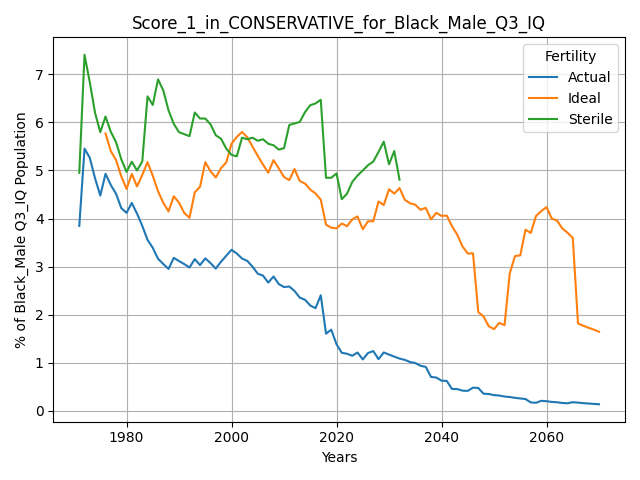 Score_1_in_CONSERVATIVE_for_Black_Male_Q3_IQ
% of Black_Male Q3_IQ Population
7
6
5
4
3
2
1
0
Fertility
Actual
Ideal
Sterile
1980
2000
2020
2040
2060
Years